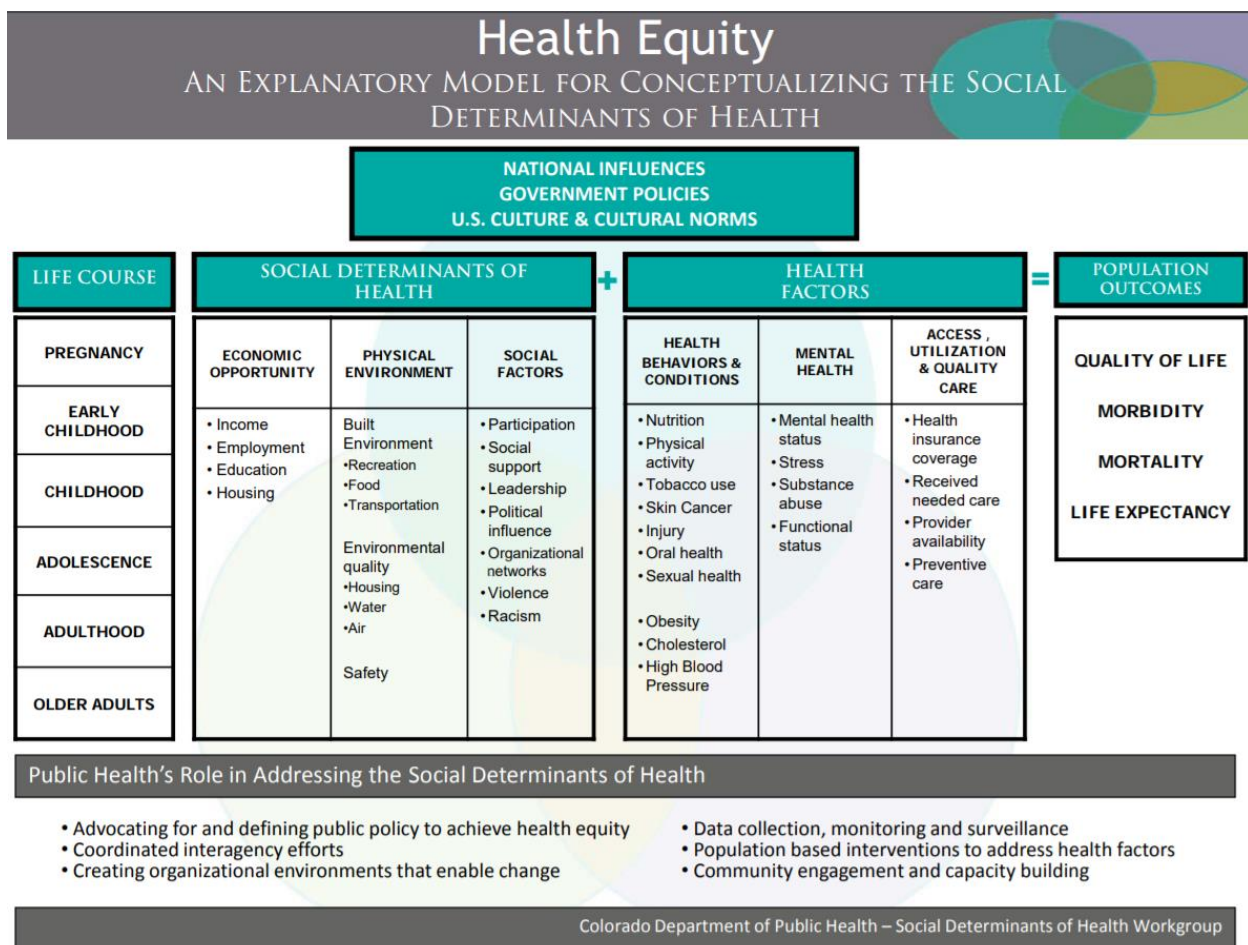 Health Equity
An Explanatory Model for Conceptualizing the Social
Determinants of Health
NATIONAL INFLUENCES
GOVERNMENT POLICIES
U.S. CULTURE & CULTURAL NORMS
LIFE COURSE
PREGNANCY
EARLY
CHILDHOOD
CHILDHOOD
ADOLESCENCE
ADULTHOOD
OLDER ADULTS
SOCIAL DETERMINANTS OF
HEALTH
ECONOMIC
OPPORTUNITY
• Income
• Employment
• Education
• Housing
PHYSICAL
ENVIRONMENT
Built
Environment
•Recreation
•Food
•Transportation
Environmental
quality
•Housing
•Water
•Air
Safety
SOCIAL
FACTORS
• Participation
• Social
support
• Leadership
• Political
influence
• Organizational
networks
• Violence
• Racism
+
HEALTH
FACTORS
HEALTH
BEHAVIORS &
CONDITIONS
• Nutrition
• Physical
activity
• Tobacco use
• Skin Cancer
• Injury
• Oral health
• Sexual health
• Obesity
• Cholesterol
• High Blood
Pressure
MENTAL
HEALTH
• Mental health
status
• Stress
• Substance
abuse
• Functional
status
ACCESS ,
UTILIZATION
& QUALITY
CARE
• Health
insurance
coverage
• Received
needed care
• Provider
availability
• Preventive
care
=
POPULATION
OUTCOMES
QUALITY OF LIFE
MORBIDITY
MORTALITY
LIFE EXPECTANCY
Public Health’s Role in Addressing the Social Determinants of Health
• Advocating for and defining public policy to achieve health equity
• Coordinated interagency efforts
• Creating organizational environments that enable change
• Data collection, monitoring and surveillance
• Population based interventions to address health factors
• Community engagement and capacity building
Colorado Department of Public Health – Social Determinants of Health Workgroup